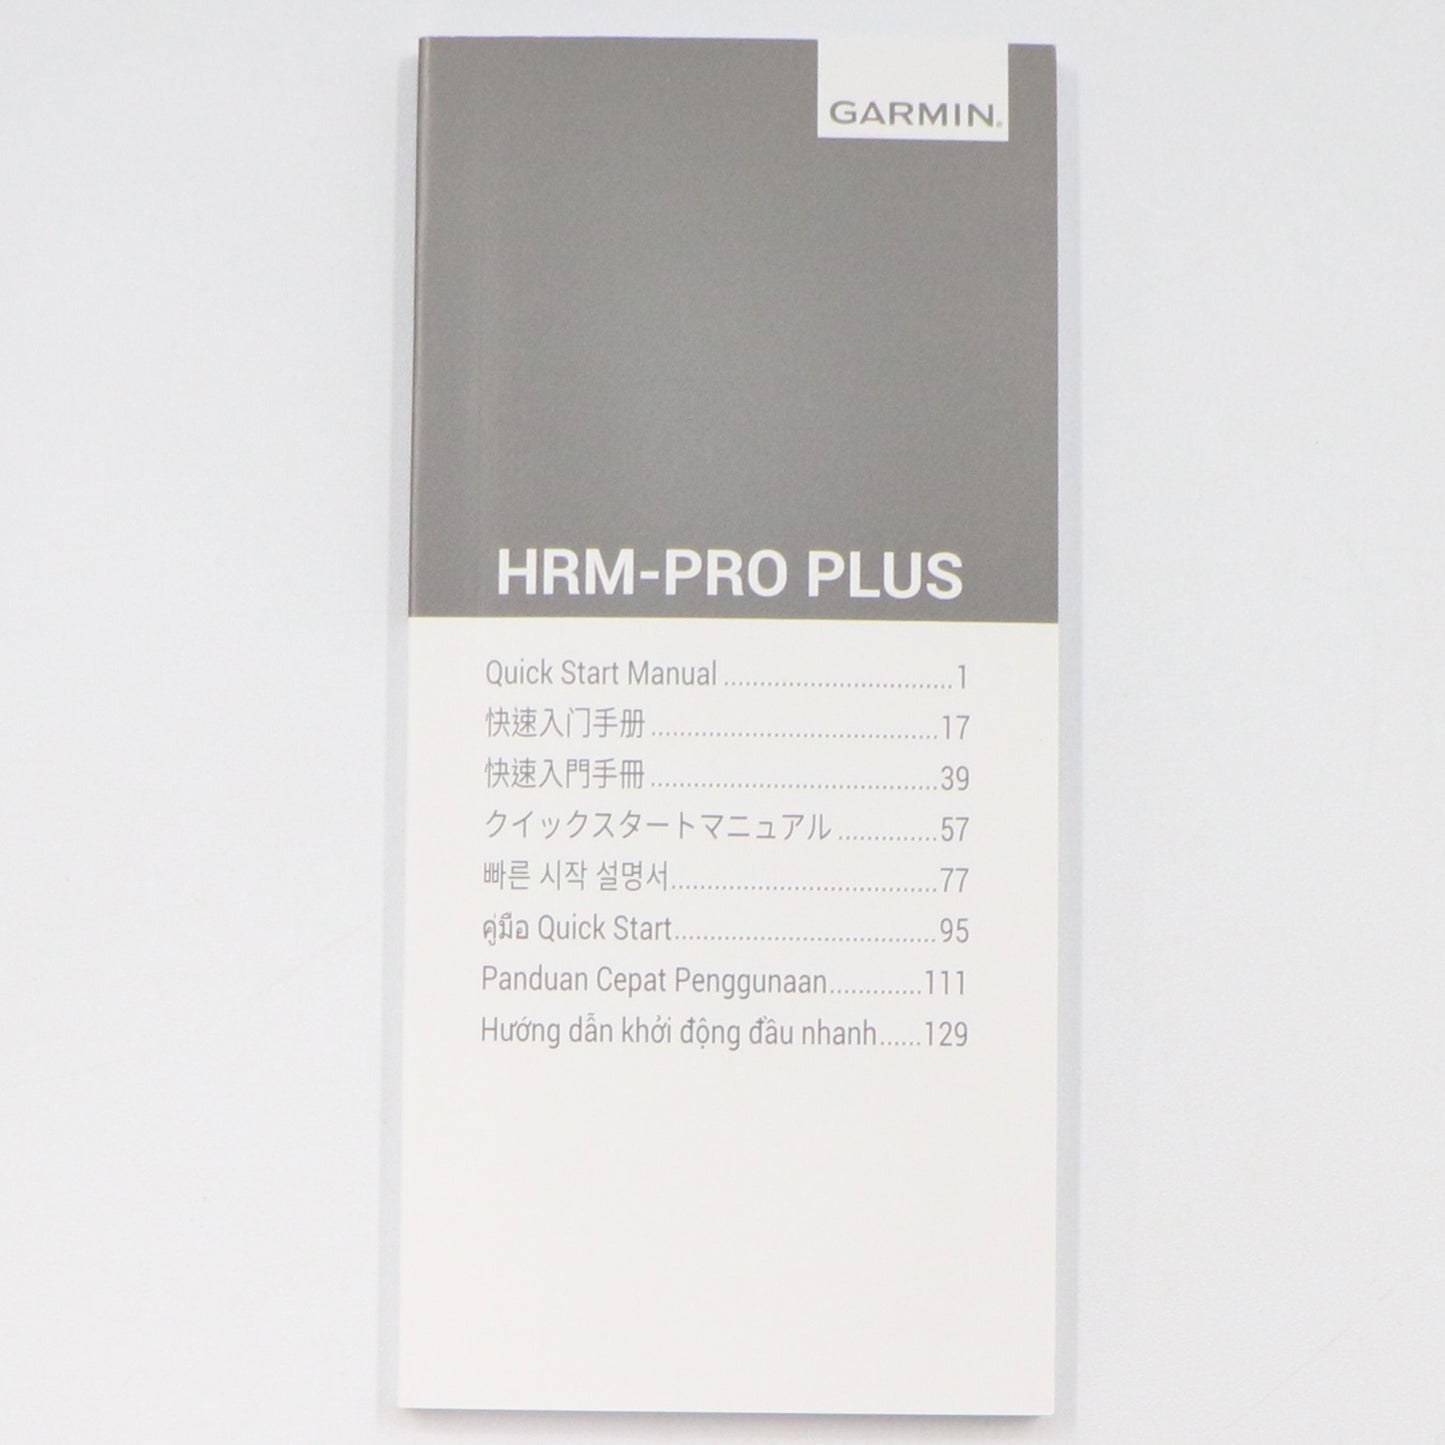 GARMIN.
HRM-PRO PLUS
Quick Start Manual ................................1
快速入门手册 ........................................17
快速入門手冊 ........................................39
クイックスタートマニュアル ..............57
빠른 시작 설명서.....................................77
คู่มือ Quick Start....................................95
Panduan Cepat Penggunaan.............111
Hướng dẫn khởi động đầu nhanh......129